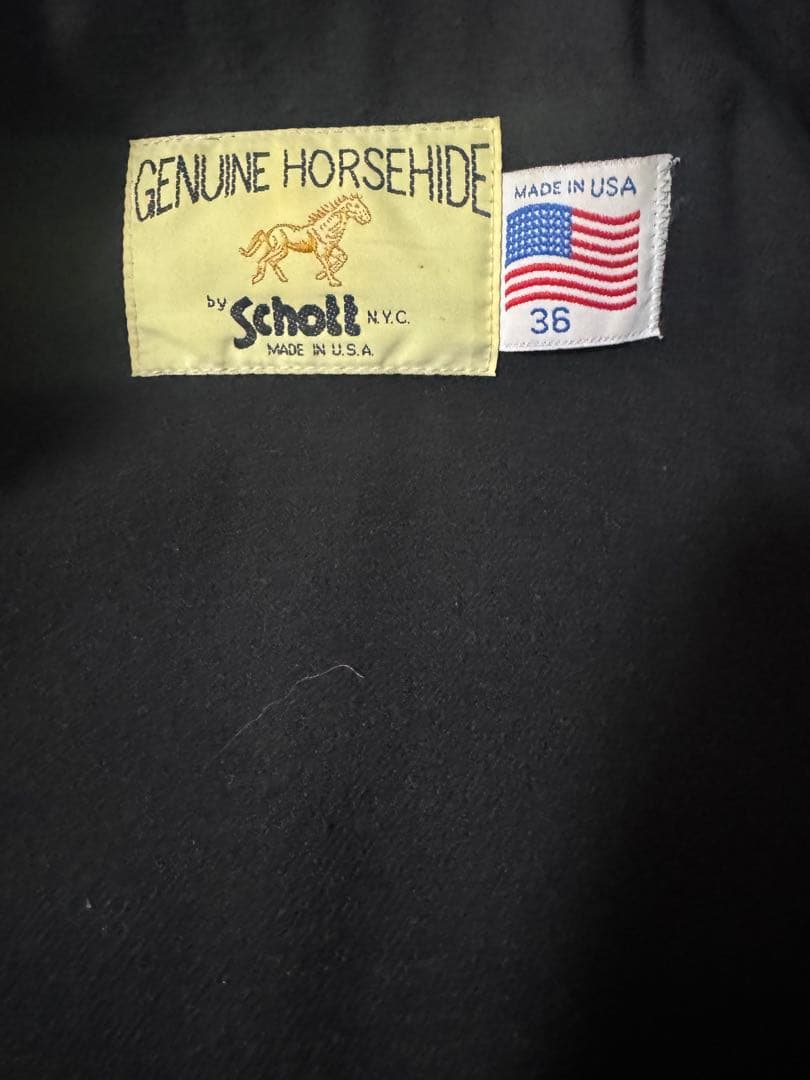 GENUINE HORSEHIDE
by Schott N.Y.C.
MADE IN U.S.A.
MADE IN USA
36